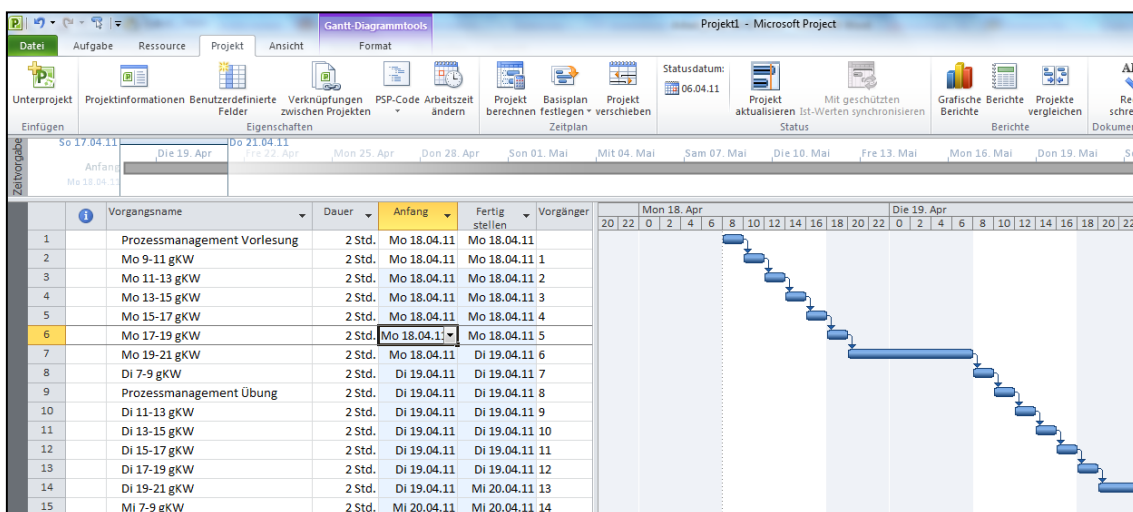 Gantt-Diagrammtools
Projekt1 - Microsoft Project
Datei Aufgabe Ressource Projekt Ansicht Format
Unterprojekt
Projektinformationen
Benutzerdefinierte Felder
Verknüpfungen zwischen Projekten
PSP-Code
Arbeitszeit ändern
Projekt berechnen
Basisplan festlegen
Projekt verschieben
Statusdatum:
06.04.11
Projekt aktualisieren
Mit geschützten Ist-Werten synchronisieren
Grafische Berichte
Berichte
Projekte vergleichen
Einfügen Eigenschaften Zeitplan Status Berichte
Zeitvorgabe
So 17.04.11 Do 21.04.11
Die 19. Apr Fre 22. Apr Mon 25. Apr Don 28. Apr Son 01. Mai Mit 04. Mai Sam 07. Mai Die 10. Mai Fre 13. Mai Mon 16. Mai Don 19. Mai
Anfang
Mo 18.04.11
Vorgangsname Dauer Anfang Fertig stellen Vorgänger
Mon 18. Apr Die 19. Apr
20 22 0 2 4 6 8 10 12 14 16 18 20 22 0 2 4 6 8 10 12 14 16 18 20 22
1 Prozessmanagement Vorlesung 2 Std. Mo 18.04.11 Mo 18.04.11
2 Mo 9-11 gKW 2 Std. Mo 18.04.11 Mo 18.04.11 1
3 Mo 11-13 gKW 2 Std. Mo 18.04.11 Mo 18.04.11 2
4 Mo 13-15 gKW 2 Std. Mo 18.04.11 Mo 18.04.11 3
5 Mo 15-17 gKW 2 Std. Mo 18.04.11 Mo 18.04.11 4
6 Mo 17-19 gKW 2 Std. Mo 18.04.11 Mo 18.04.11 5
7 Mo 19-21 gKW 2 Std. Mo 18.04.11 Di 19.04.11 6
8 Di 7-9 gKW 2 Std. Di 19.04.11 Di 19.04.11 7
9 Prozessmanagement Übung 2 Std. Di 19.04.11 Di 19.04.11 8
10 Di 11-13 gKW 2 Std. Di 19.04.11 Di 19.04.11 9
11 Di 13-15 gKW 2 Std. Di 19.04.11 Di 19.04.11 10
12 Di 15-17 gKW 2 Std. Di 19.04.11 Di 19.04.11 11
13 Di 17-19 gKW 2 Std. Di 19.04.11 Di 19.04.11 12
14 Di 19-21 gKW 2 Std. Di 19.04.11 Mi 20.04.11 13
15 Mi 7-9 gKW 2 Std. Mi 20.04.11 Mi 20.04.11 14